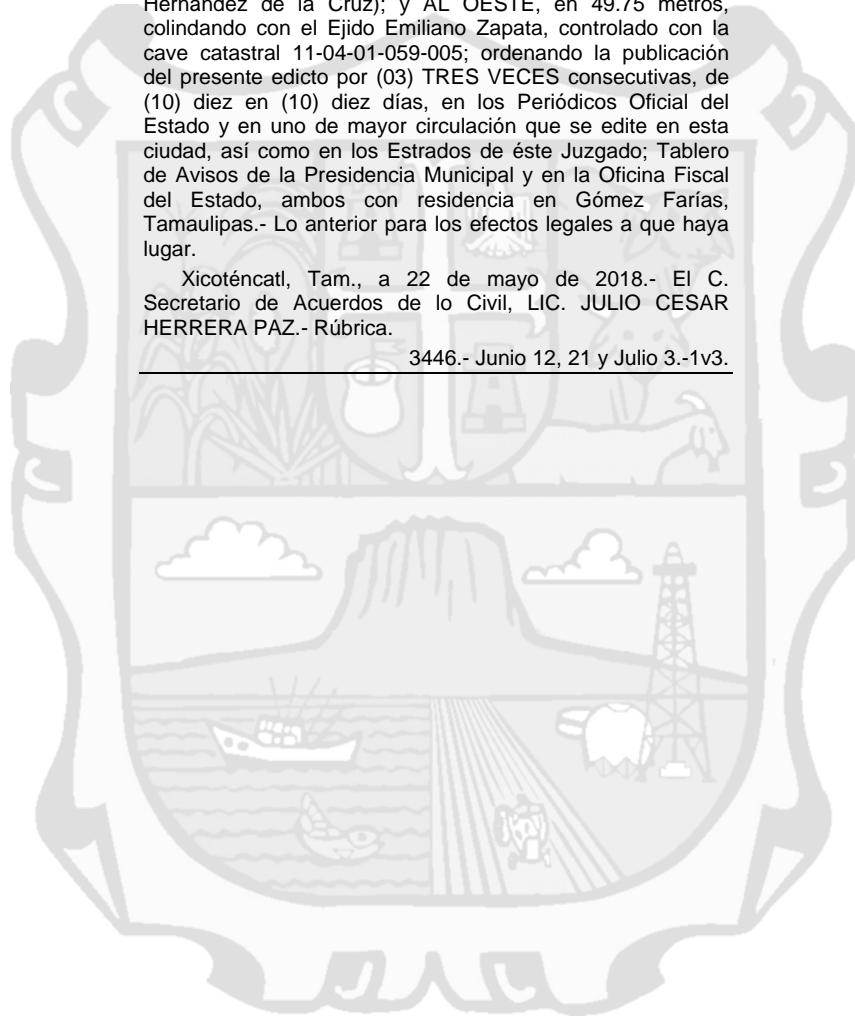 Hernández de la Cruz); y AL OESTE, en 49.75 metros,
colindando con el Ejido Emiliano Zapata, controlado con la
cave catastral 11-04-01-059-005; ordenando la publicación
del presente edicto por (03) TRES VECES consecutivas, de
(10) diez en (10) diez días, en los Periódicos Oficial del
Estado y en uno de mayor circulación que se edite en esta
ciudad, así como en los Estrados de éste Juzgado; Tablero
de Avisos de la Presidencia Municipal y en la Oficina Fiscal
del Estado, ambos con residencia en Gómez Farías,
Tamaulipas.- Lo anterior para los efectos legales a que haya
lugar.
Xicoténcatl, Tam., a 22 de mayo de 2018.- El C.
Secretario de Acuerdos de lo Civil, LIC. JULIO CESAR
HERRERA PAZ.- Rúbrica.
3446.- Junio 12, 21 y Julio 3.-1v3.